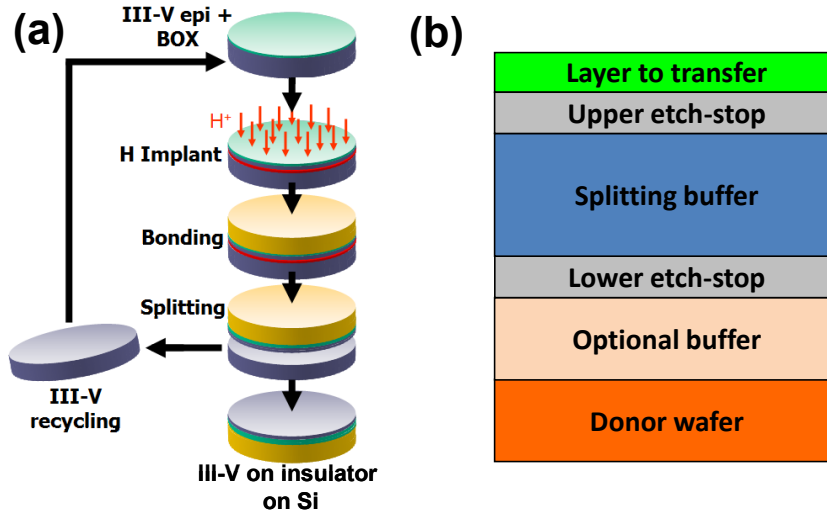 (a)
III-V epi +
BOX
H+
H Implant
Bonding
Splitting
III-V
recycling
III-V on insulator
on Si
(b)
Layer to transfer
Upper etch-stop
Splitting buffer
Lower etch-stop
Optional buffer
Donor wafer